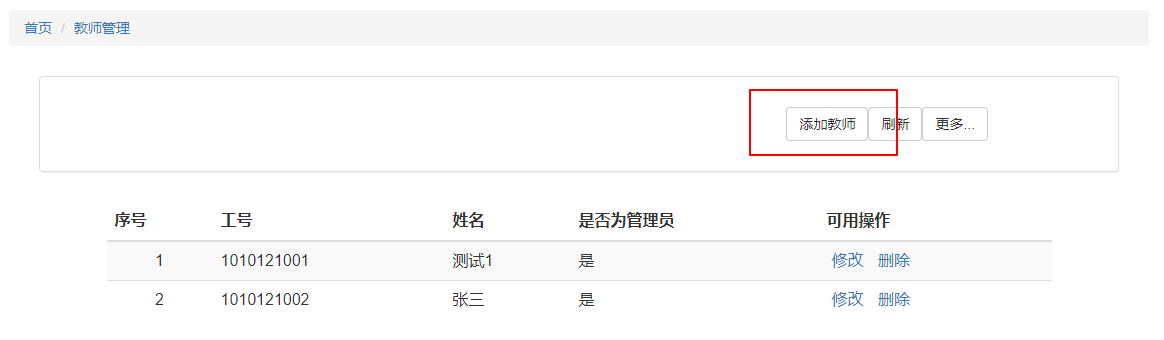 首页 / 教师管理
添加教师 刷新 更多...
序号 工号 姓名 是否为管理员 可用操作
1 1010121001 测试1 是 修改 删除
2 1010121002 张三 是 修改 删除